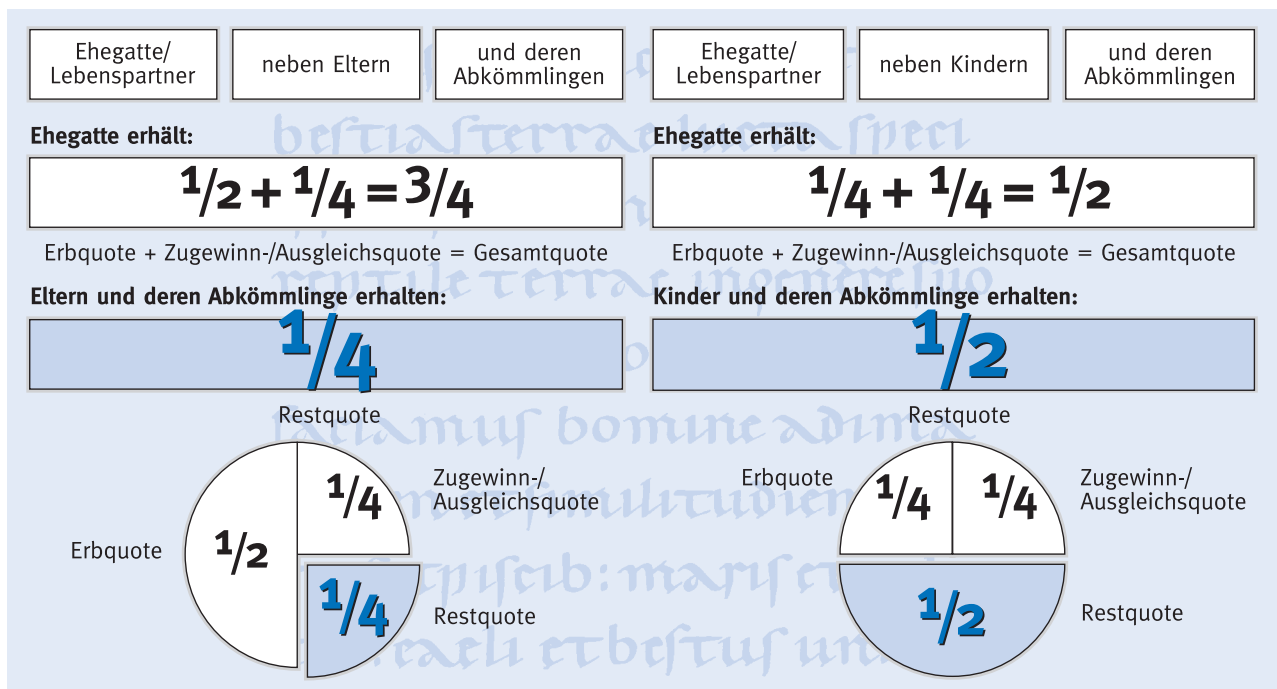 Ehegatte/
Lebenspartner
neben Eltern
und deren
Abkömmlingen
Ehegatte erhält:
1/2 + 1/4 = 3/4
Erbquote + Zugewinn-/Ausgleichsquote = Gesamtquote
Eltern und deren Abkömmlinge erhalten:
1/4
Restquote
Erbquote
1/2
1/4
Zugewinn-/
Ausgleichsquote
1/4
Restquote
Ehegatte/
Lebenspartner
neben Kindern
und deren
Abkömmlingen
Ehegatte erhält:
1/4 + 1/4 = 1/2
Erbquote + Zugewinn-/Ausgleichsquote = Gesamtquote
Kinder und deren Abkömmlinge erhalten:
1/2
Restquote
Erbquote
1/4
1/4
Zugewinn-/
Ausgleichsquote
1/2
Restquote